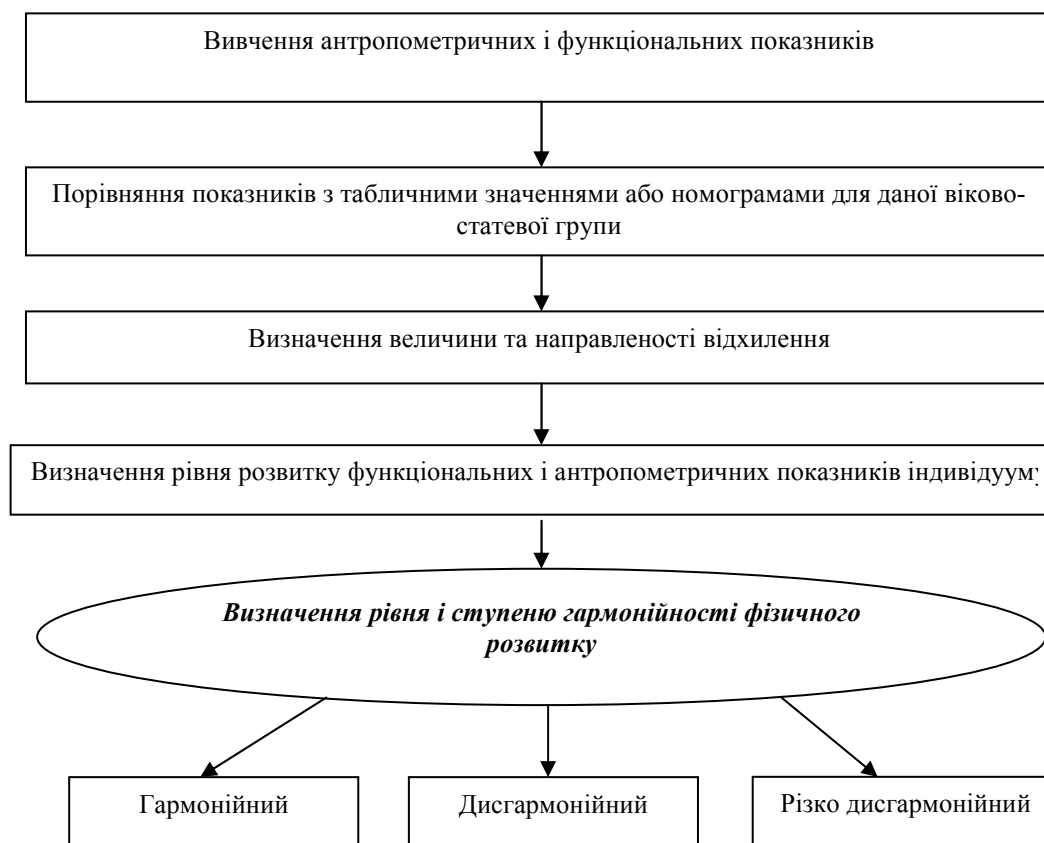 Вивчення антропометричних і функціональних показників
Порівняння показників з табличними значеннями або номограмами для даної віково-
статевої групи
Визначення величини та направленості відхилення
Визначення рівня розвитку функціональних і антропометричних показників індивідууму
Визначення рівня і ступеню гармонійності фізичного
розвитку
Гармонійний
Дисгармонійний
Різко дисгармонійний